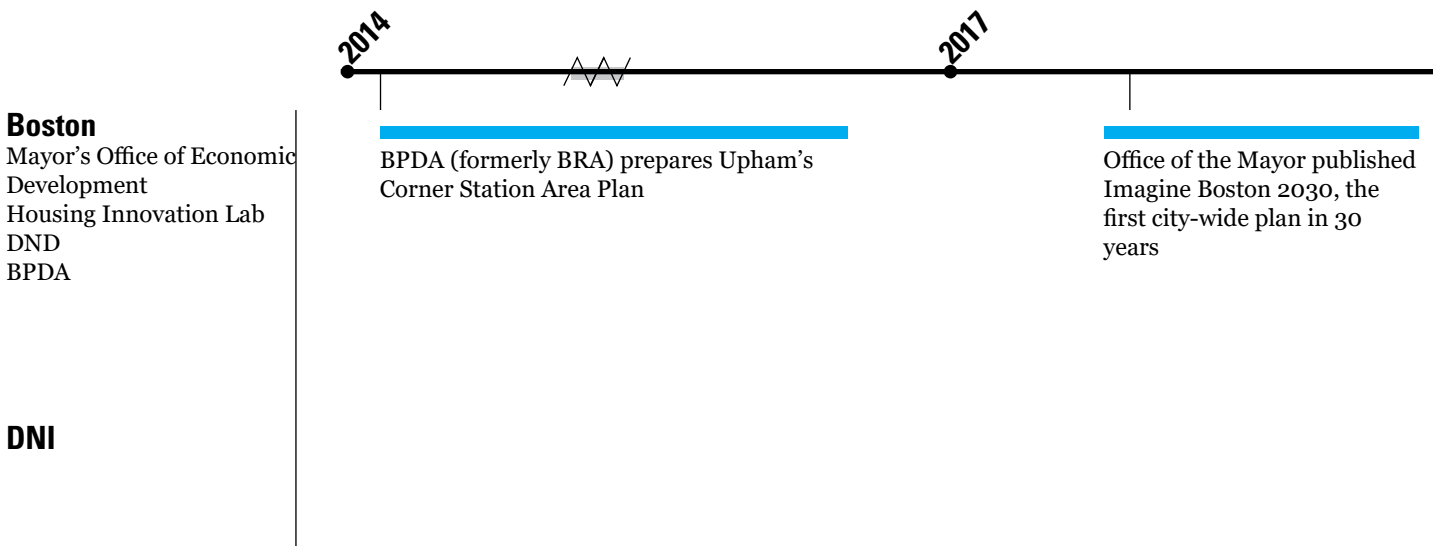 2014
2017
Boston
Mayor’s Office of Economic
Development
Housing Innovation Lab
DND
BPDA
BPDA (formerly BRA) prepares Upham’s
Corner Station Area Plan
Office of the Mayor published
Imagine Boston 2030, the
first city-wide plan in 30
years
DNI